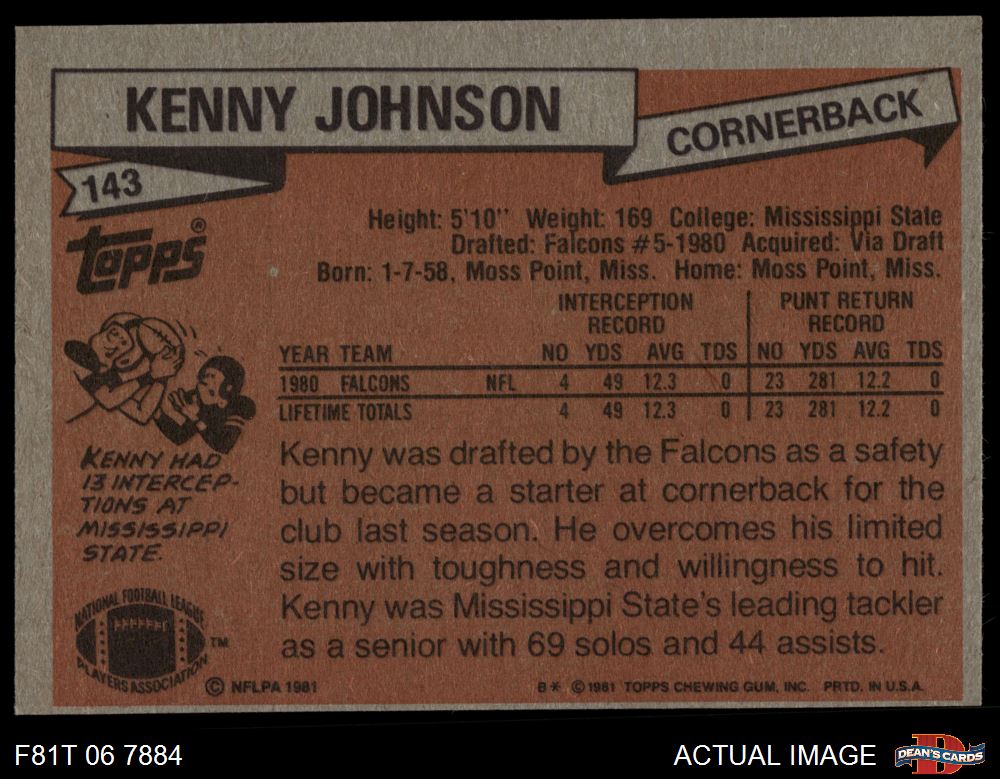 KENNY JOHNSON
CORNERBACK
143
Topps®
Height: 5'10" Weight: 169 College: Mississippi State
Drafted: Falcons #5-1980 Acquired: Via Draft
Born: 1-7-58, Moss Point, Miss. Home: Moss Point, Miss.
INTERCEPTION RECORD PUNT RETURN RECORD
YEAR TEAM NO YDS AVG TDS NO YDS AVG TDS
1980 FALCONS NFL 4 49 12.3 0 23 281 12.2 0
LIFETIME TOTALS 4 49 12.3 0 23 281 12.2 0
KENNY HAD
13 INTERCEP-
TIONS AT
MISSISSIPPI
STATE.
Kenny was drafted by the Falcons as a safety
but became a starter at cornerback for the
club last season. He overcomes his limited
size with toughness and willingness to hit.
Kenny was Mississippi State's leading tackler
as a senior with 69 solos and 44 assists.
NATIONAL FOOTBALL LEAGUE
PLAYERS ASSOCIATION
TM
© NFLPA 1981
B* © 1981 TOPPS CHEWING GUM, INC. PRTD. IN U.S.A.
F81T 06 7884
ACTUAL IMAGE
DEAN'S CARDS